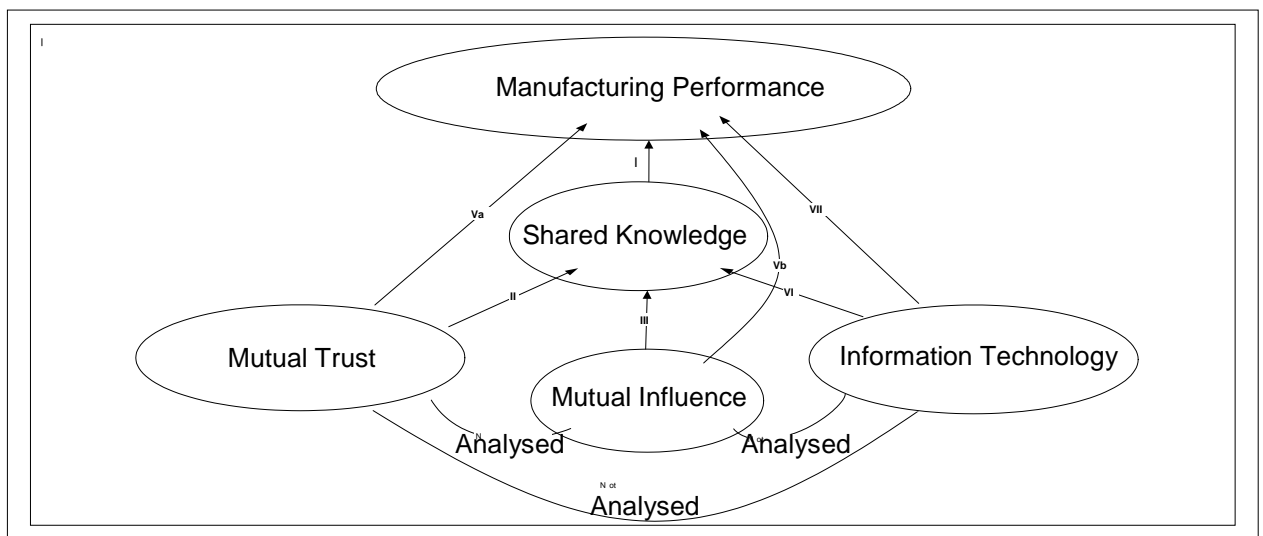 I
Manufacturing Performance
I
Va
VII
Shared Knowledge
Vb
II
VI
III
Mutual Trust
Information Technology
Mutual Influence
N
Analysed
ot
Analysed
N ot
Analysed